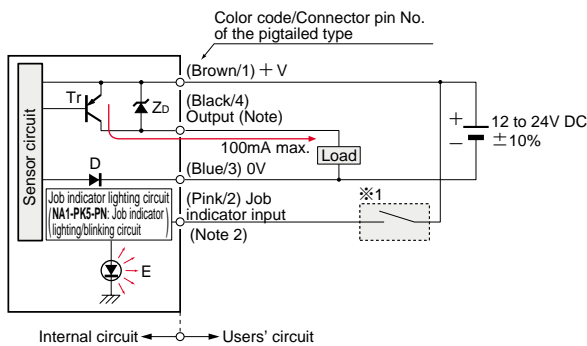 Color code/Connector pin No.
of the pigtailed type
(Brown/1) + V
Tr
ZD
(Black/4)
Output (Note)
100mA max.
Load
+
−
12 to 24V DC
±10%
Sensor circuit
D
(Blue/3) 0V
Job indicator lighting circuit
(NA1-PK5-PN: Job indicator
lighting/blinking circuit)
(Pink/2) Job
indicator input
(Note 2)
※1
E
Internal circuit
Users' circuit